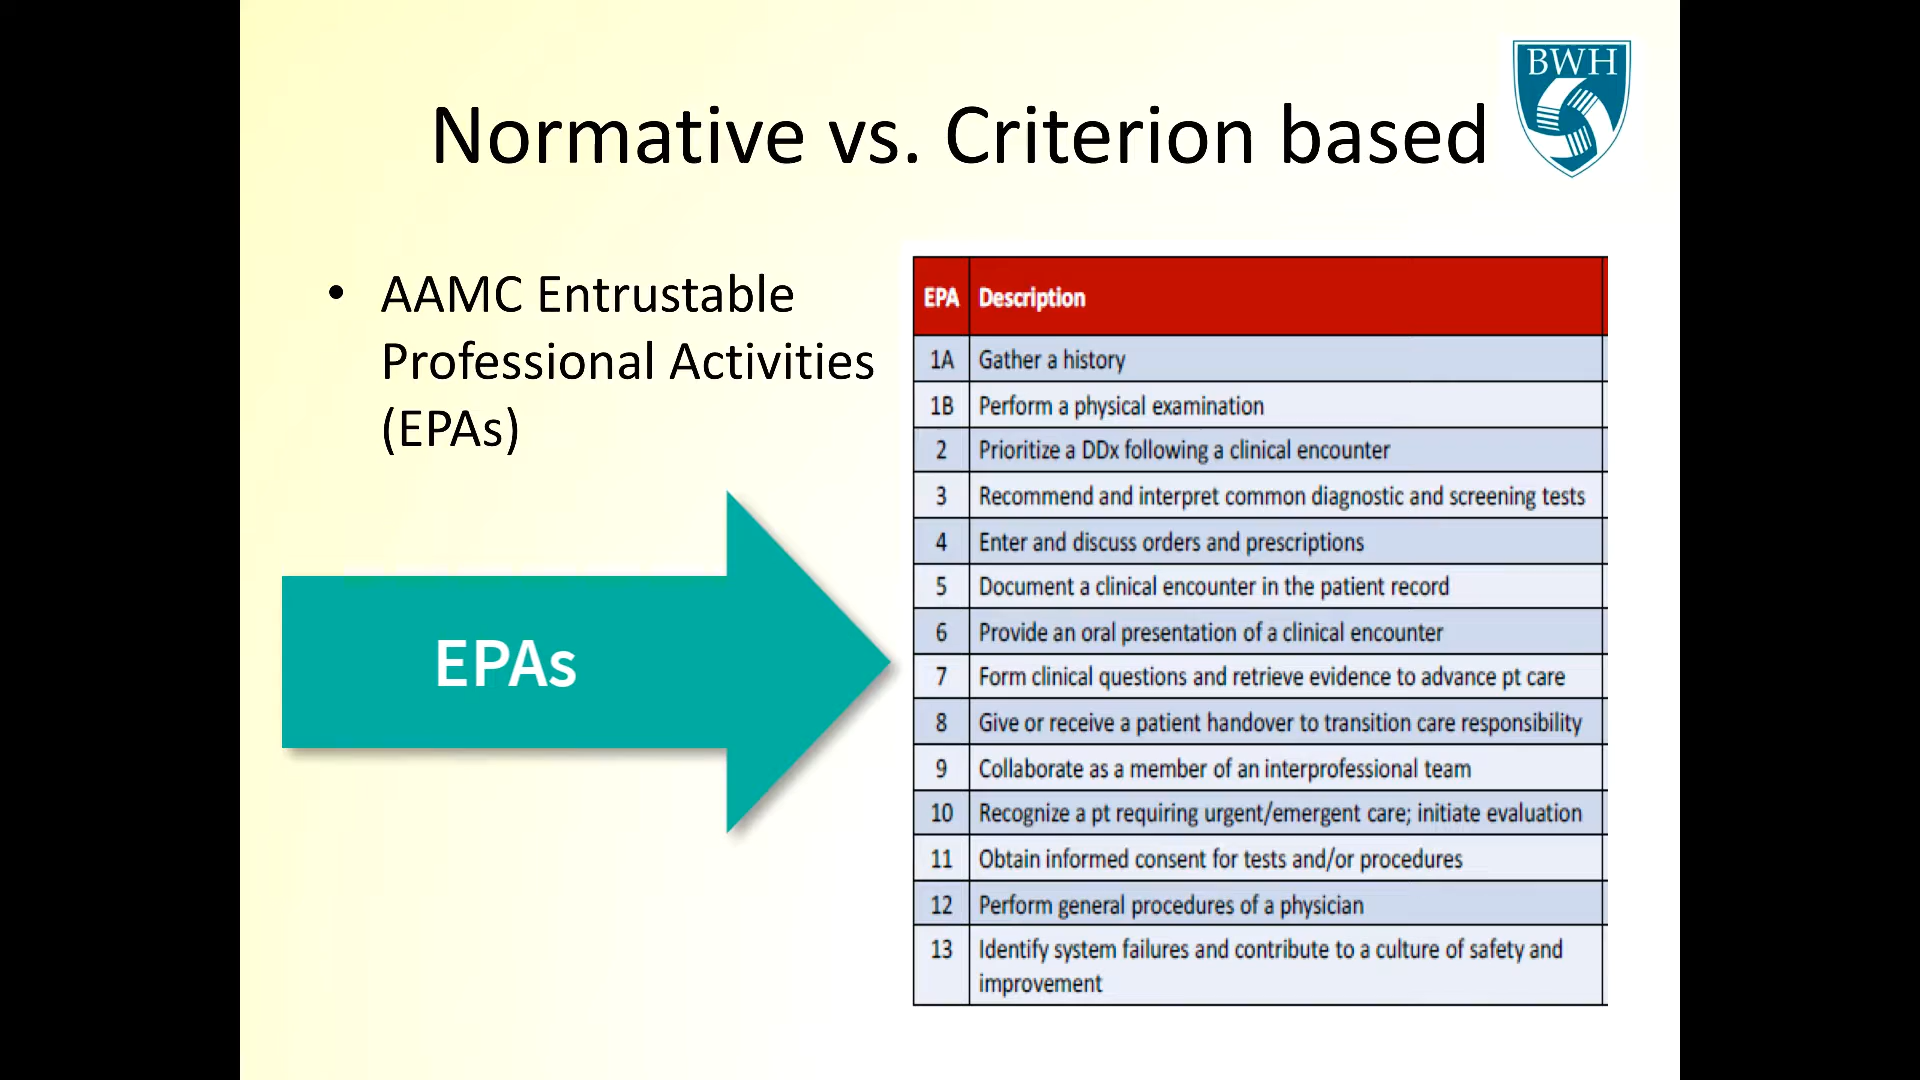 BWH
Normative vs. Criterion based
• AAMC Entrustable
Professional Activities
(EPAs)
EPAs
EPA Description
1A Gather a history
1B Perform a physical examination
2 Prioritize a DDx following a clinical encounter
3 Recommend and interpret common diagnostic and screening tests
4 Enter and discuss orders and prescriptions
5 Document a clinical encounter in the patient record
6 Provide an oral presentation of a clinical encounter
7 Form clinical questions and retrieve evidence to advance pt care
8 Give or receive a patient handover to transition care responsibility
9 Collaborate as a member of an interprofessional team
10 Recognize a pt requiring urgent/emergent care; initiate evaluation
11 Obtain informed consent for tests and/or procedures
12 Perform general procedures of a physician
13 Identify system failures and contribute to a culture of safety and
improvement